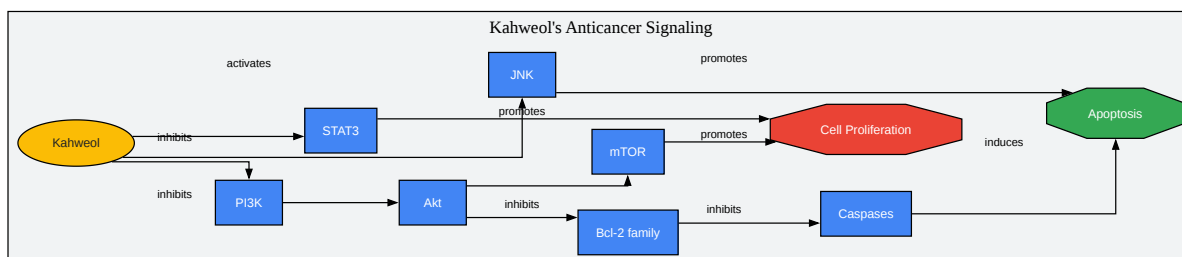 Kahweol's Anticancer Signaling
activates
promotes
JNK
promotes
Apoptosis
STAT3
Cell Proliferation
Kahweol
inhibits
promotes
induces
mTOR
inhibits
PI3K
Akt
inhibits
inhibits
Caspases
Bcl-2 family